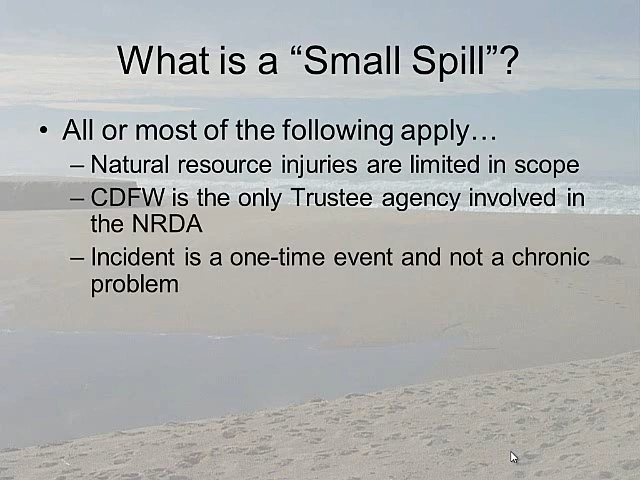 What is a “Small Spill”?
• All or most of the following apply…
– Natural resource injuries are limited in scope
– CDFW is the only Trustee agency involved in
the NRDA
– Incident is a one-time event and not a chronic
problem